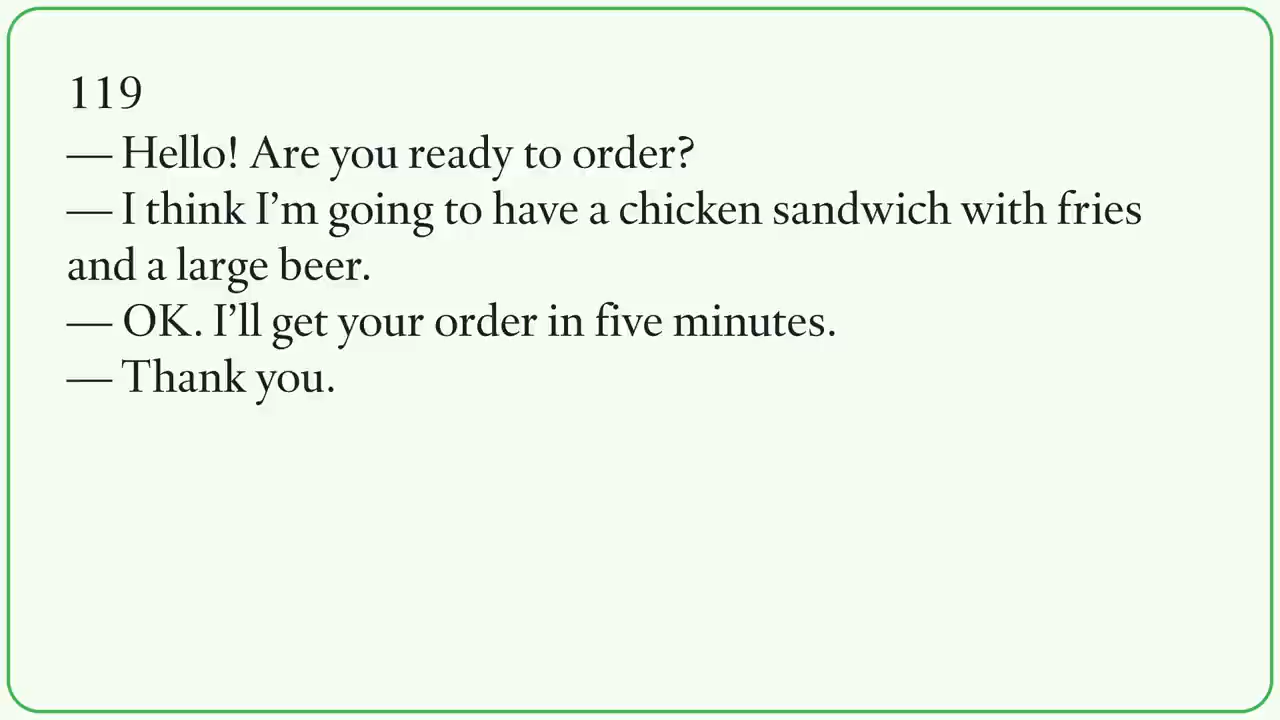 119
— Hello! Are you ready to order?
— I think I’m going to have a chicken sandwich with fries
and a large beer.
— OK. I’ll get your order in five minutes.
— Thank you.